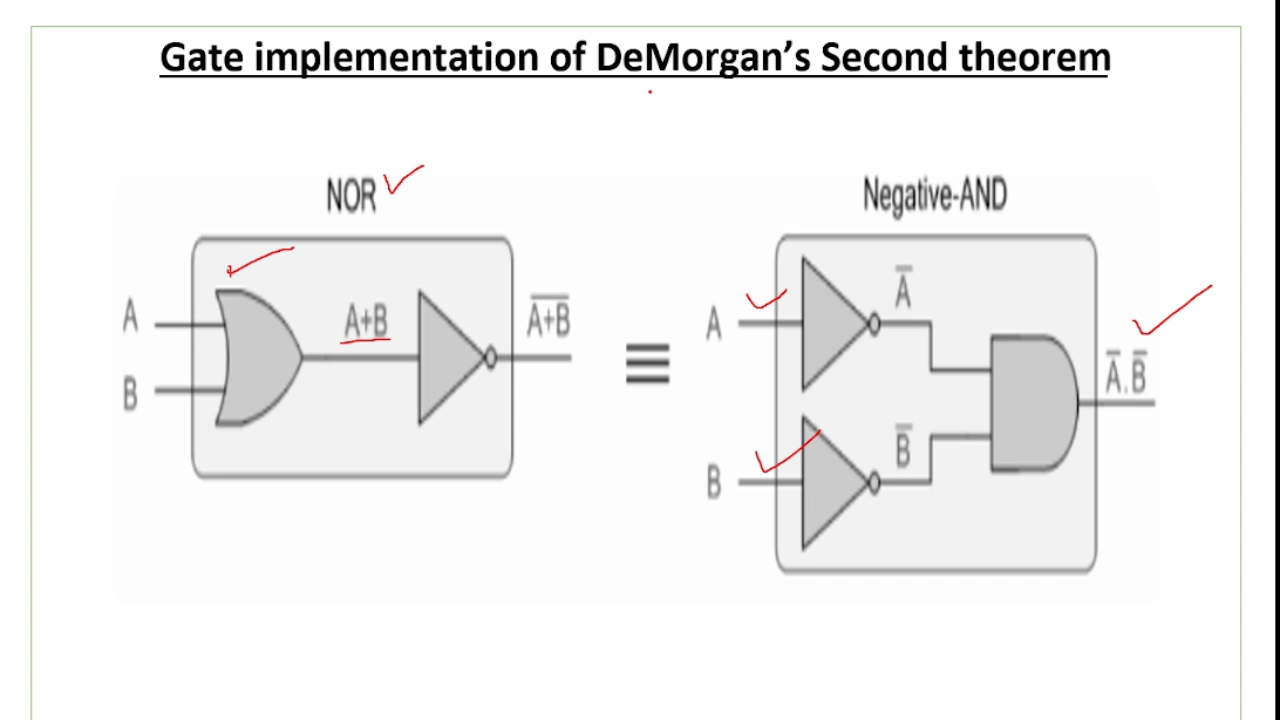 Gate implementation of DeMorgan's Second theorem
NOR
A
B
A+B
A̅+̅B̅
≡
Negative-AND
A
B
A̅
B̅
A̅.B̅